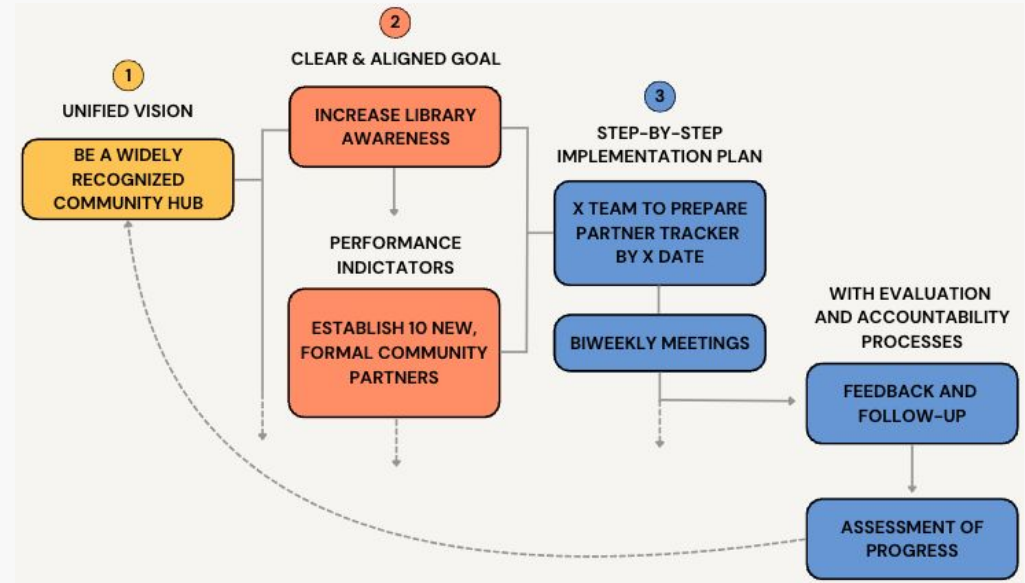 1
UNIFIED VISION
BE A WIDELY
RECOGNIZED
COMMUNITY HUB
2
CLEAR & ALIGNED GOAL
INCREASE LIBRARY
AWARENESS
PERFORMANCE
INDICTATORS
ESTABLISH 10 NEW,
FORMAL COMMUNITY
PARTNERS
3
STEP-BY-STEP
IMPLEMENTATION PLAN
X TEAM TO PREPARE
PARTNER TRACKER
BY X DATE
BIWEEKLY MEETINGS
WITH EVALUATION
AND ACCOUNTABILITY
PROCESSES
FEEDBACK AND
FOLLOW-UP
ASSESSMENT OF
PROGRESS